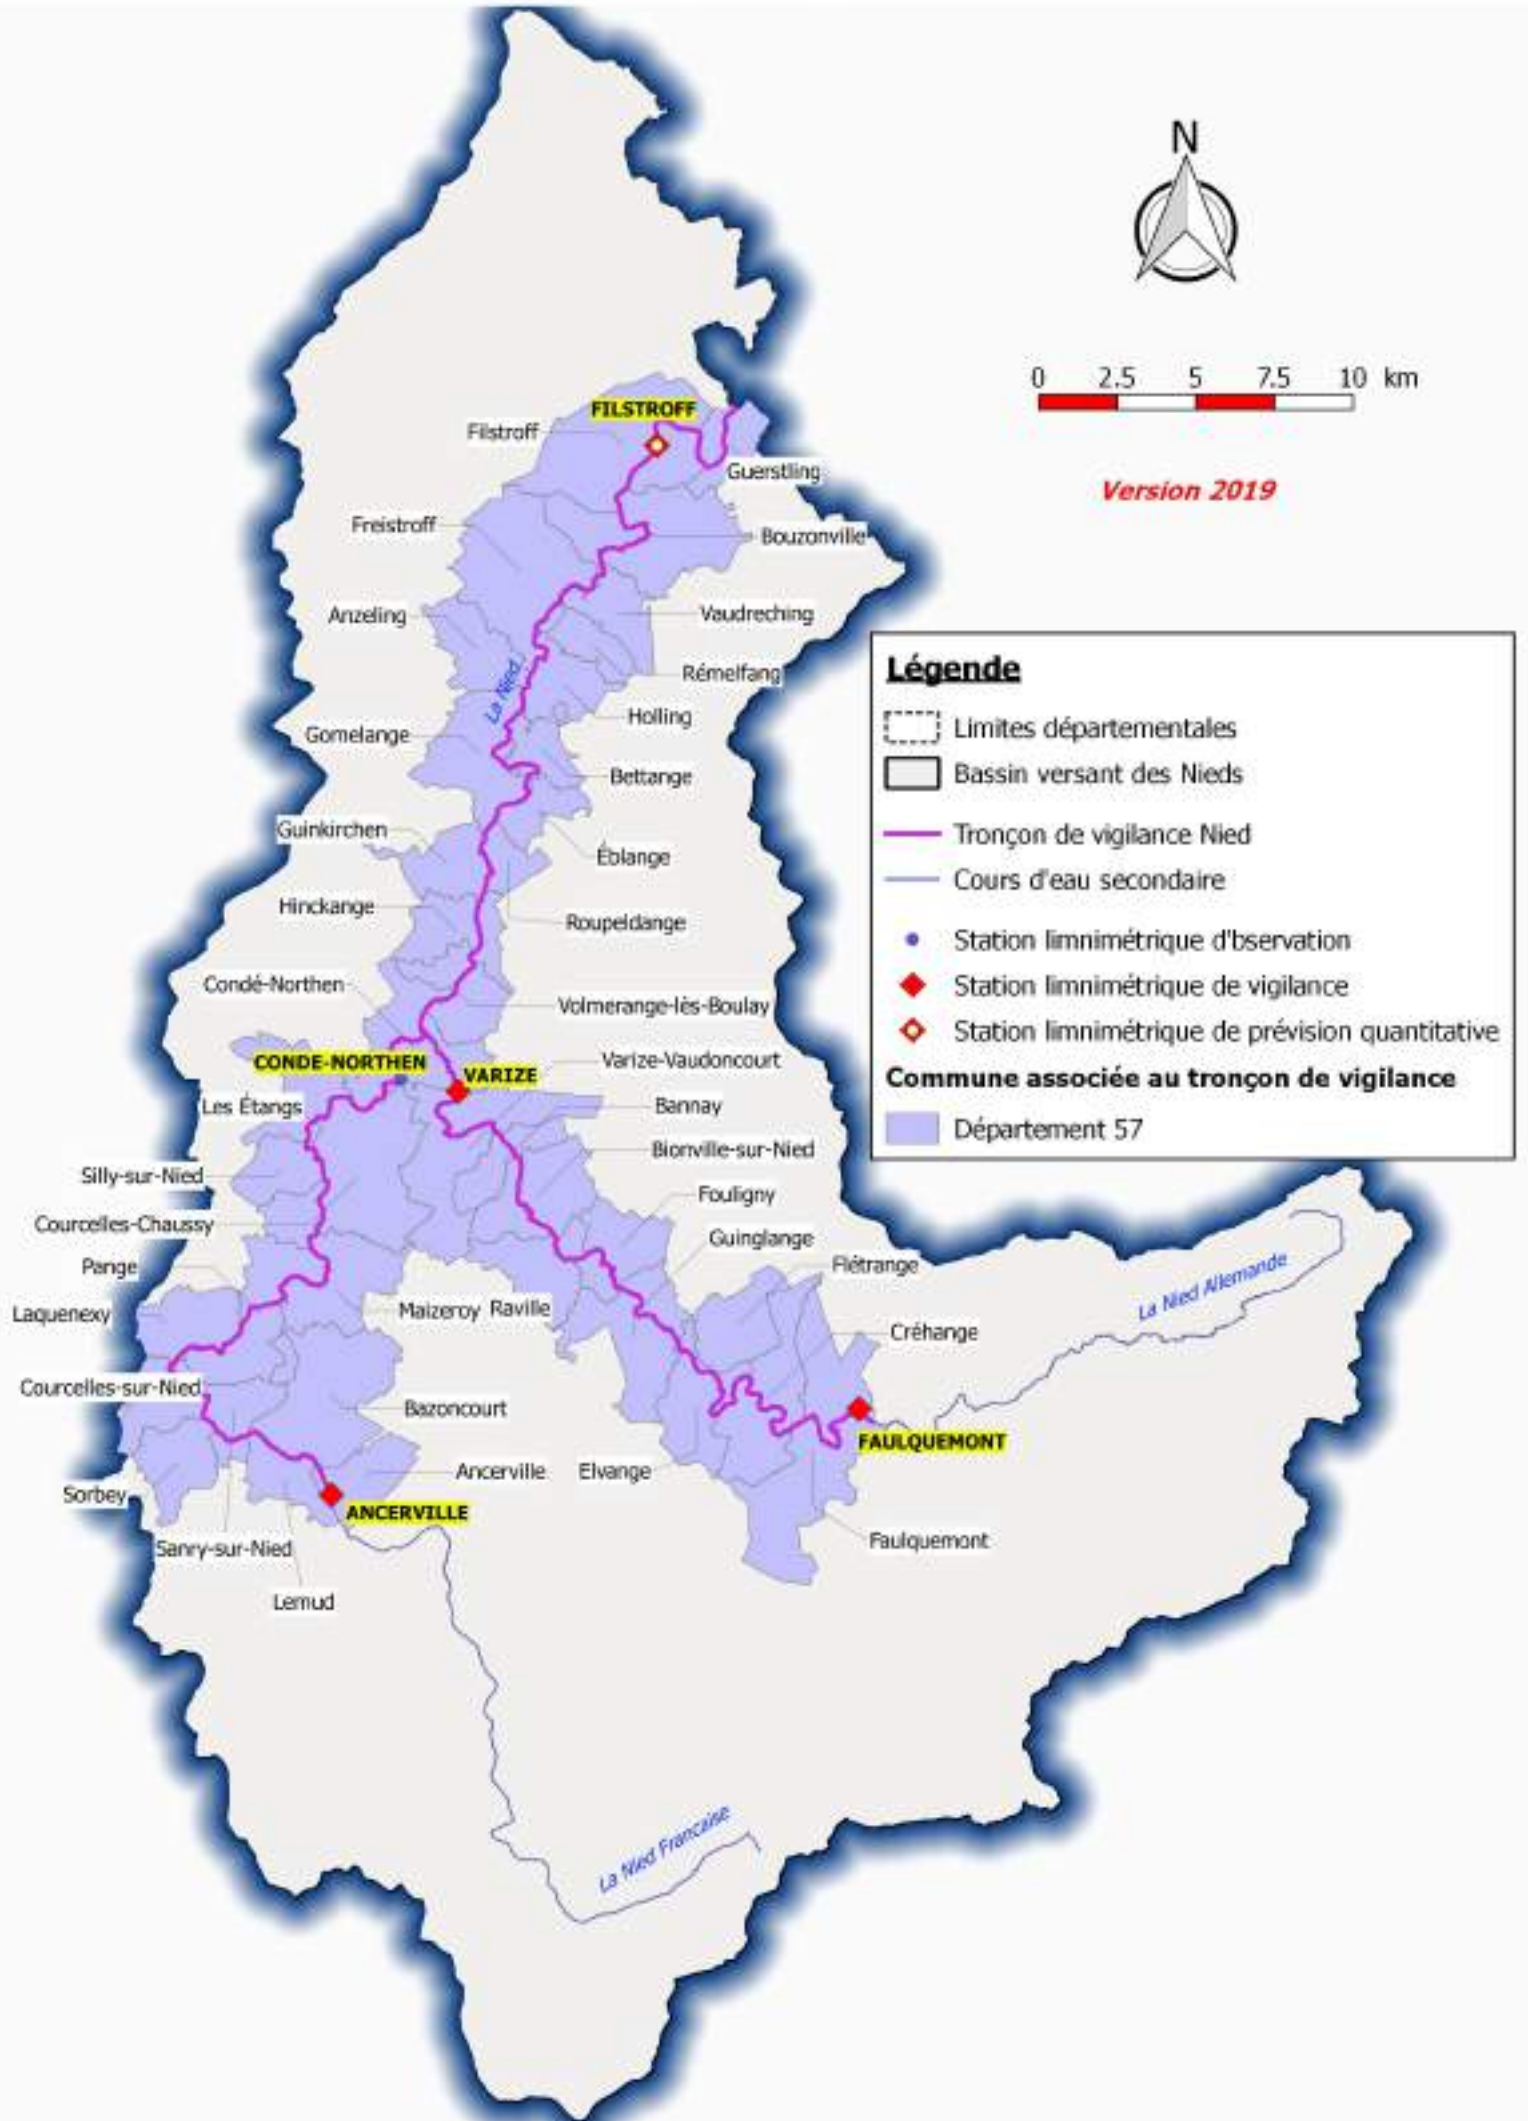 N
0 2.5 5 7.5 10 km
FILSTROFF
Filstroff
Guerstling
Version 2019
Freistroff
Bouzonville
Anzeling
Vaudreching
La Nied
Rémelfang
Holling
Gomelange
Bettange
Guinkirchen
Éblange
Hinckange
Roupeldange
Condé-Northen
Volmerange-lès-Boulay
CONDE-NORTHEN
Varize-Vaudoncourt
VARIZE
Les Étangs
Bannay
Bionville-sur-Nied
Silly-sur-Nied
Fouligny
Courcelles-Chaussy
Guinglange
Pange
Flétrange
Laquenexy
Maizeroy
Raville
Créhange
Courcelles-sur-Nied
Bazoncourt
FAULQUEMONT
Ancerville
Elvange
Sorbey
ANCERVILLE
Faulquemont
Sanry-sur-Nied
Lemud
La Nied Allemande
La Nied Francaise
Légende
Limites départementales
Bassin versant des Nieds
Tronçon de vigilance Nied
Cours d'eau secondaire
Station limnimétrique d'bservation
Station limnimétrique de vigilance
Station limnimétrique de prévision quantitative
Commune associée au tronçon de vigilance
Département 57